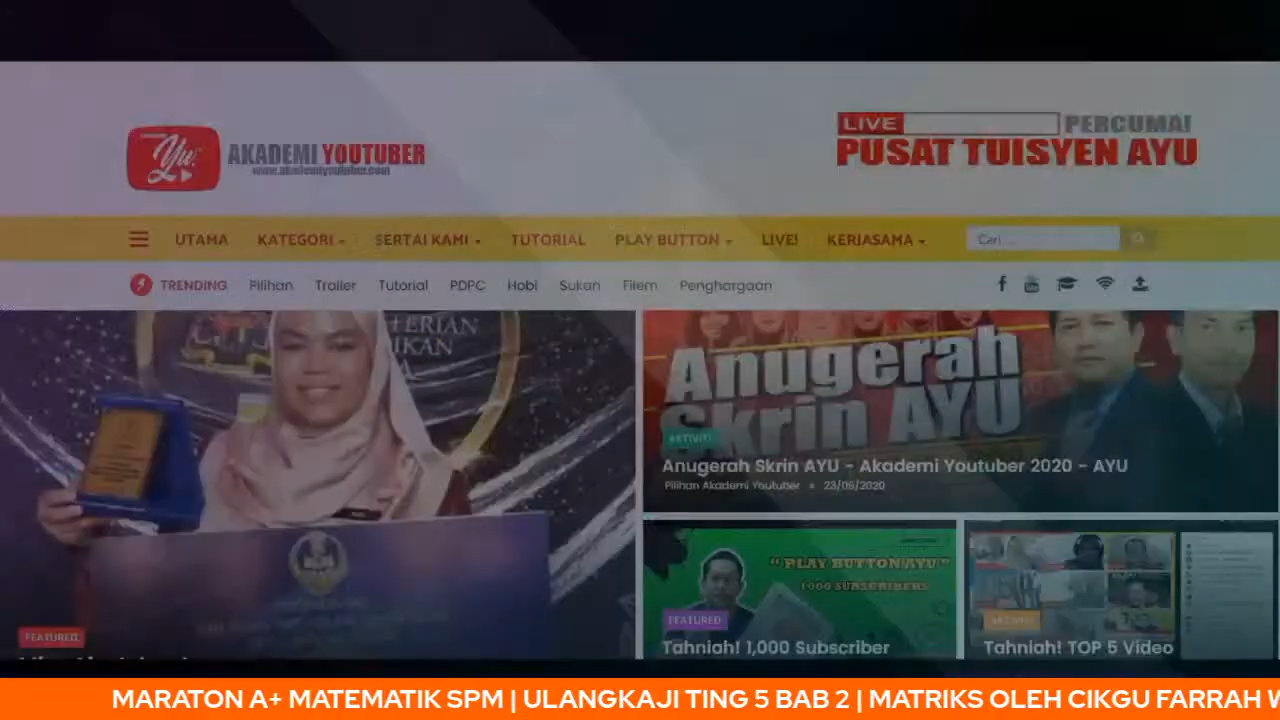 Yu
AKADEMI YOUTUBER
www.akademiyoutuber.com
LIVE
PERCUMA!
PUSAT TUISYEN AYU
UTAMA
KATEGORI
SERTAI KAMI
TUTORIAL
PLAY BUTTON
LIVE!
KERJASAMA
Cari ...
TRENDING
Pilihan
Trailer
Tutorial
PDPC
Hobi
Sukan
Filem
Penghargaan
FEATURED
Anugerah
Skrin AYU
AKTIVITI
Anugerah Skrin AYU - Akademi Youtuber 2020 - AYU
Pilihan Akademi Youtuber
23/06/2020
" PLAY BUTTON AYU"
1000 SUBSCRIBERS
FEATURED
Tahniah! 1,000 Subscriber
AKTIVITI
Tahniah! TOP 5 Video
MARATON A+ MATEMATIK SPM | ULANGKAJI TING 5 BAB 2 | MATRIKS OLEH CIKGU FARRAH W